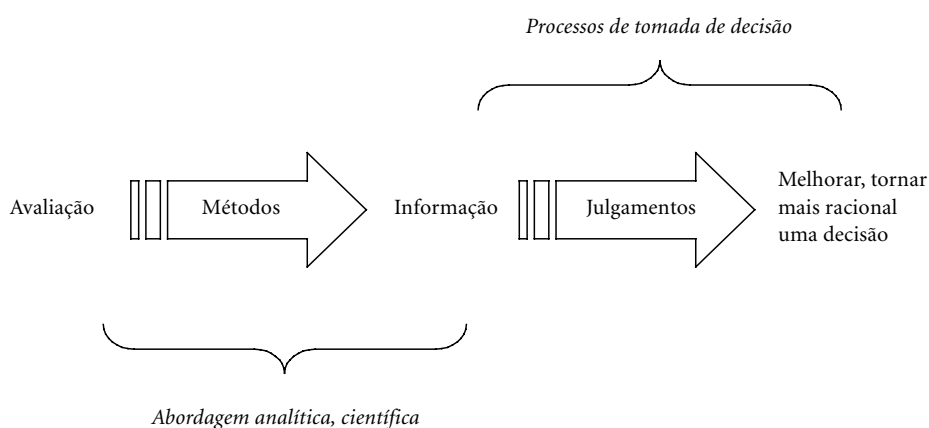 Processos de tomada de decisão
Avaliação
Métodos
Informação
Julgamentos
Melhorar, tornar
mais racional
uma decisão
Abordagem analítica, científica